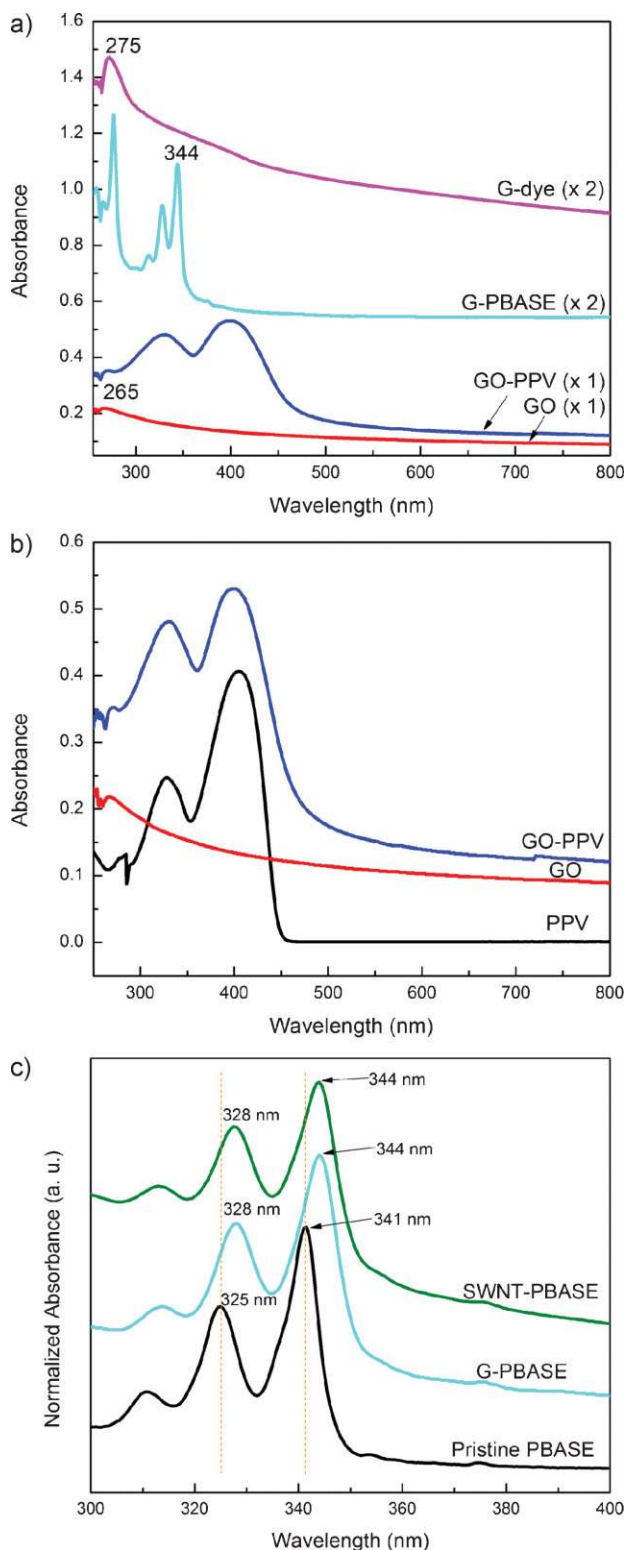 a)
275
1.6
1.4
1.2
344
1.0
G-dye (x 2)
0.8
0.6
G-PBASE (x 2)
0.4
265
GO-PPV (x 1)
GO (x 1)
0.2
300 400 500 600 700 800
Absorbance
Wavelength (nm)
b)
0.6
0.5
0.4
0.3
0.2
GO-PPV
GO
0.1
PPV
0.0
300 400 500 600 700 800
Absorbance
Wavelength (nm)
c)
344 nm
328 nm
344 nm
328 nm
341 nm
325 nm
SWNT-PBASE
G-PBASE
Pristine PBASE
300 320 340 360 380 400
Normalized Absorbance (a. u.)
Wavelength (nm)